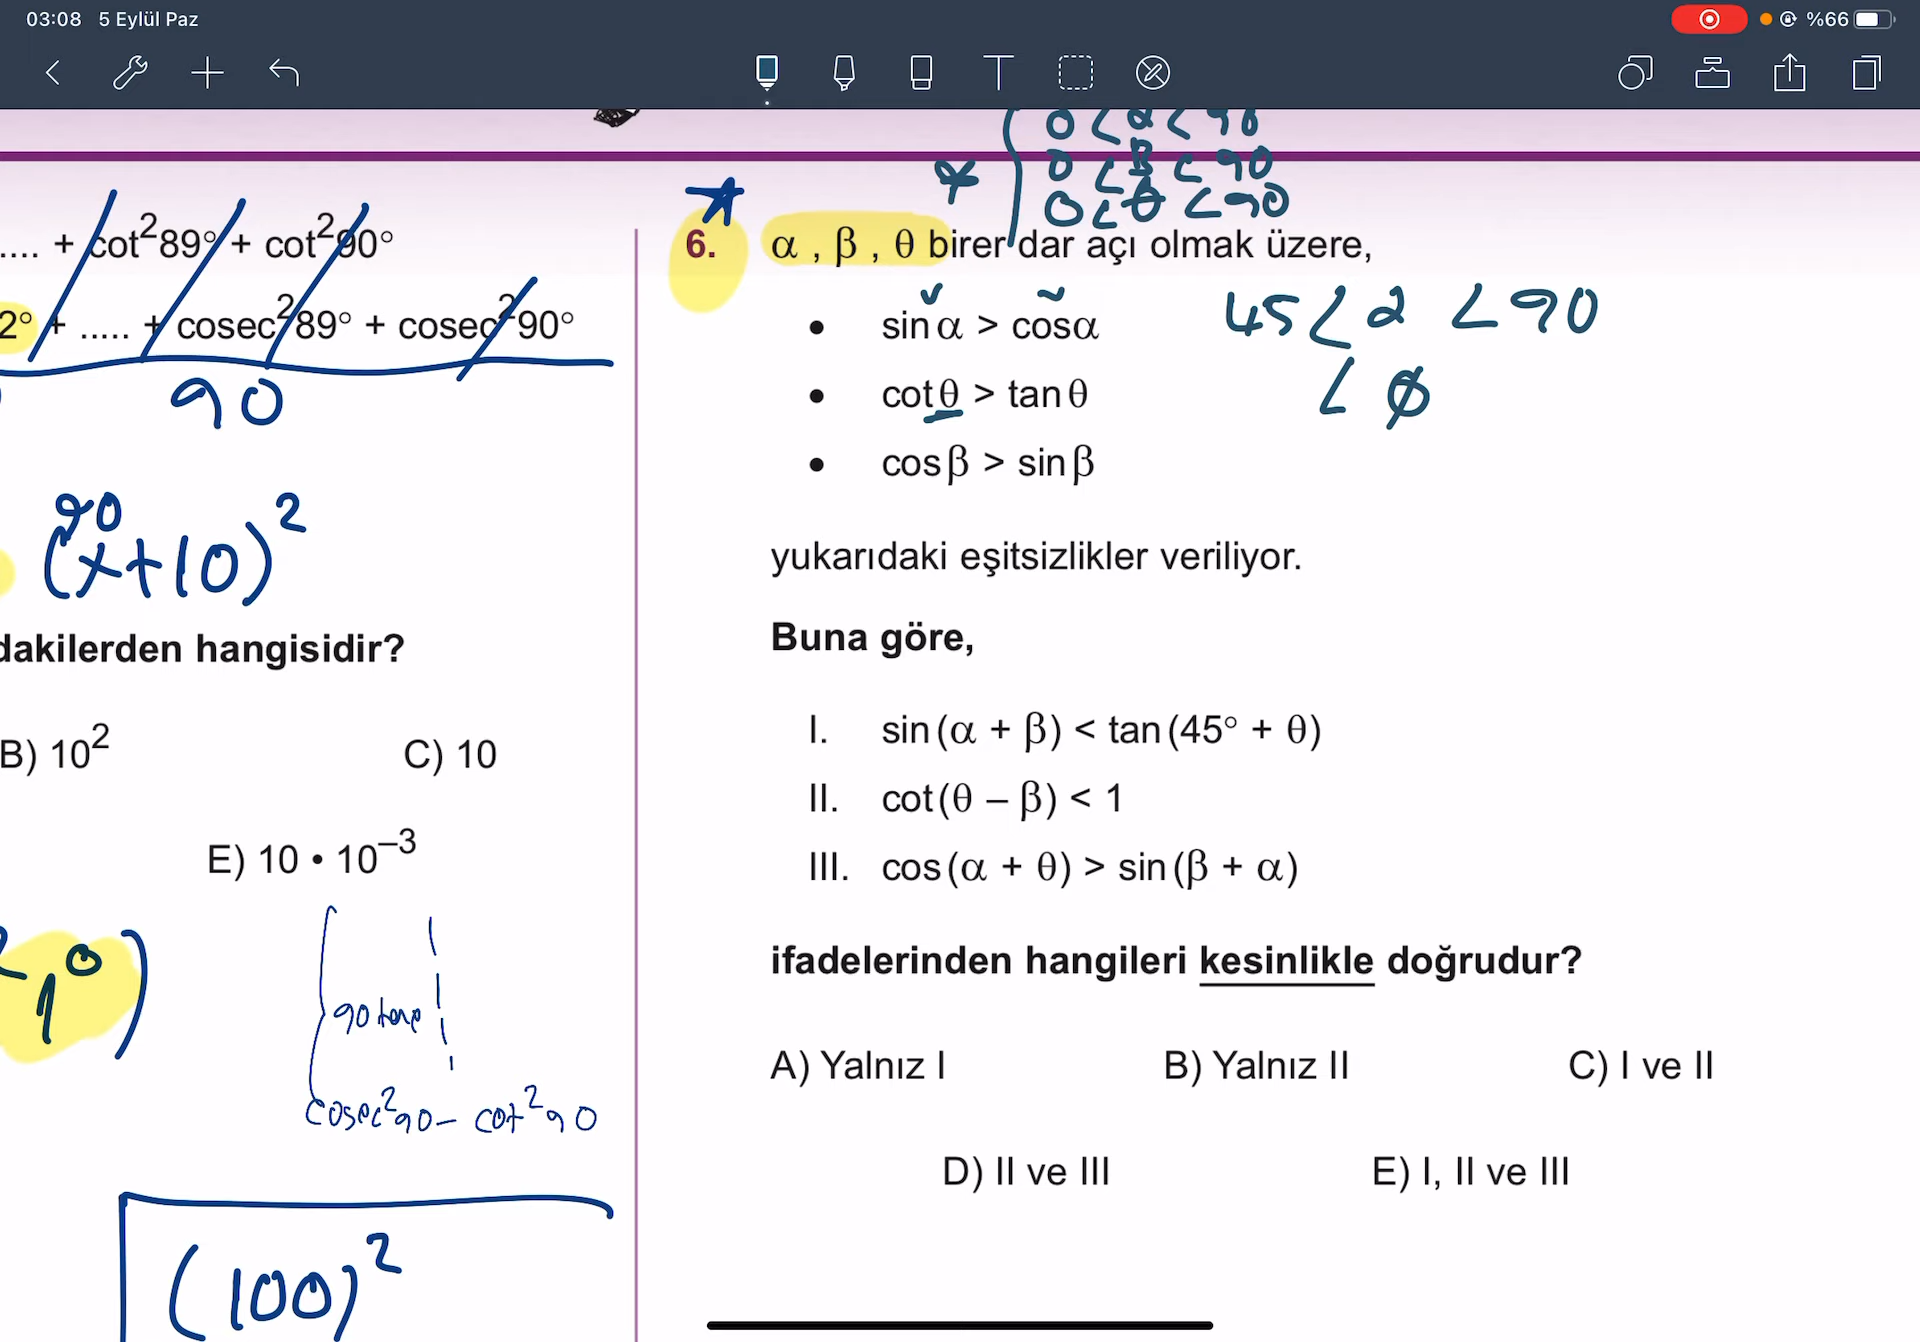 03:08 5 Eylül Paz
%66
.... + cot²89° + cot²90°
2° + ..... + cosec²89° + cosec²90°
90
90
(x+10)²
dakilerden hangisidir?
B) 10²
C) 10
E) 10 • 10⁻³
1⁰)
90 tane
cosec²90 – cot²90
(100)²
0 < α < 90
0 < β < 90
0 < θ < 90
6. α , β , θ birer dar açı olmak üzere,
• sin α > cos α
45 < α < 90
• cot θ > tan θ
< θ
• cos β > sin β
yukarıdaki eşitsizlikler veriliyor.
Buna göre,
I. sin (α + β) < tan (45° + θ)
II. cot (θ – β) < 1
III. cos (α + θ) > sin (β + α)
ifadelerinden hangileri kesinlikle doğrudur?
A) Yalnız I
B) Yalnız II
C) I ve II
D) II ve III
E) I, II ve III